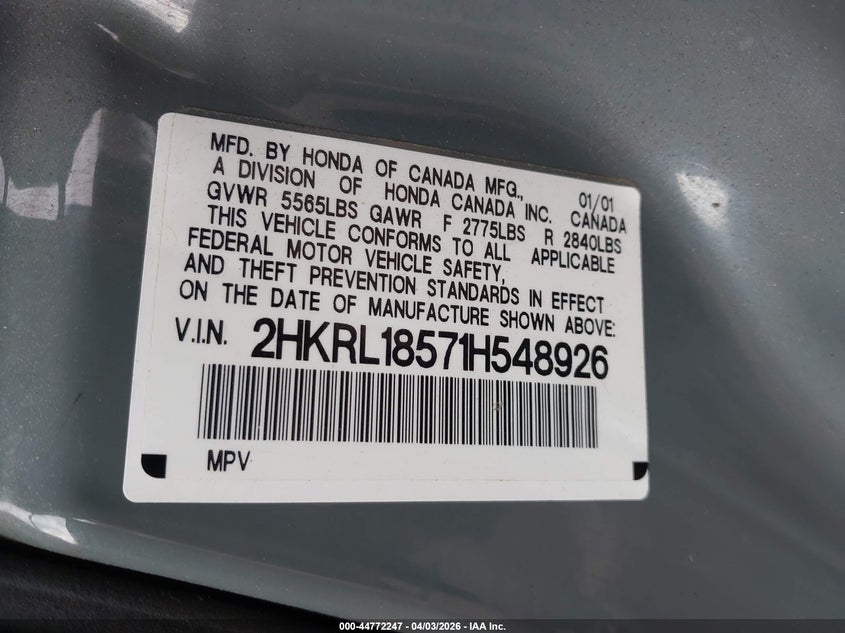 MFD. BY HONDA OF CANADA MFG., 01/01
A DIVISION OF HONDA CANADA INC. CANADA
GVWR 5565LBS GAWR F 2775LBS R 2840LBS
THIS VEHICLE CONFORMS TO ALL APPLICABLE
FEDERAL MOTOR VEHICLE SAFETY,
AND THEFT PREVENTION STANDARDS IN EFFECT
ON THE DATE OF MANUFACTURE SHOWN ABOVE:
V.I.N. 2HKRL18571H548926
MPV
000-44772247 - 04/03/2026 - IAA Inc.